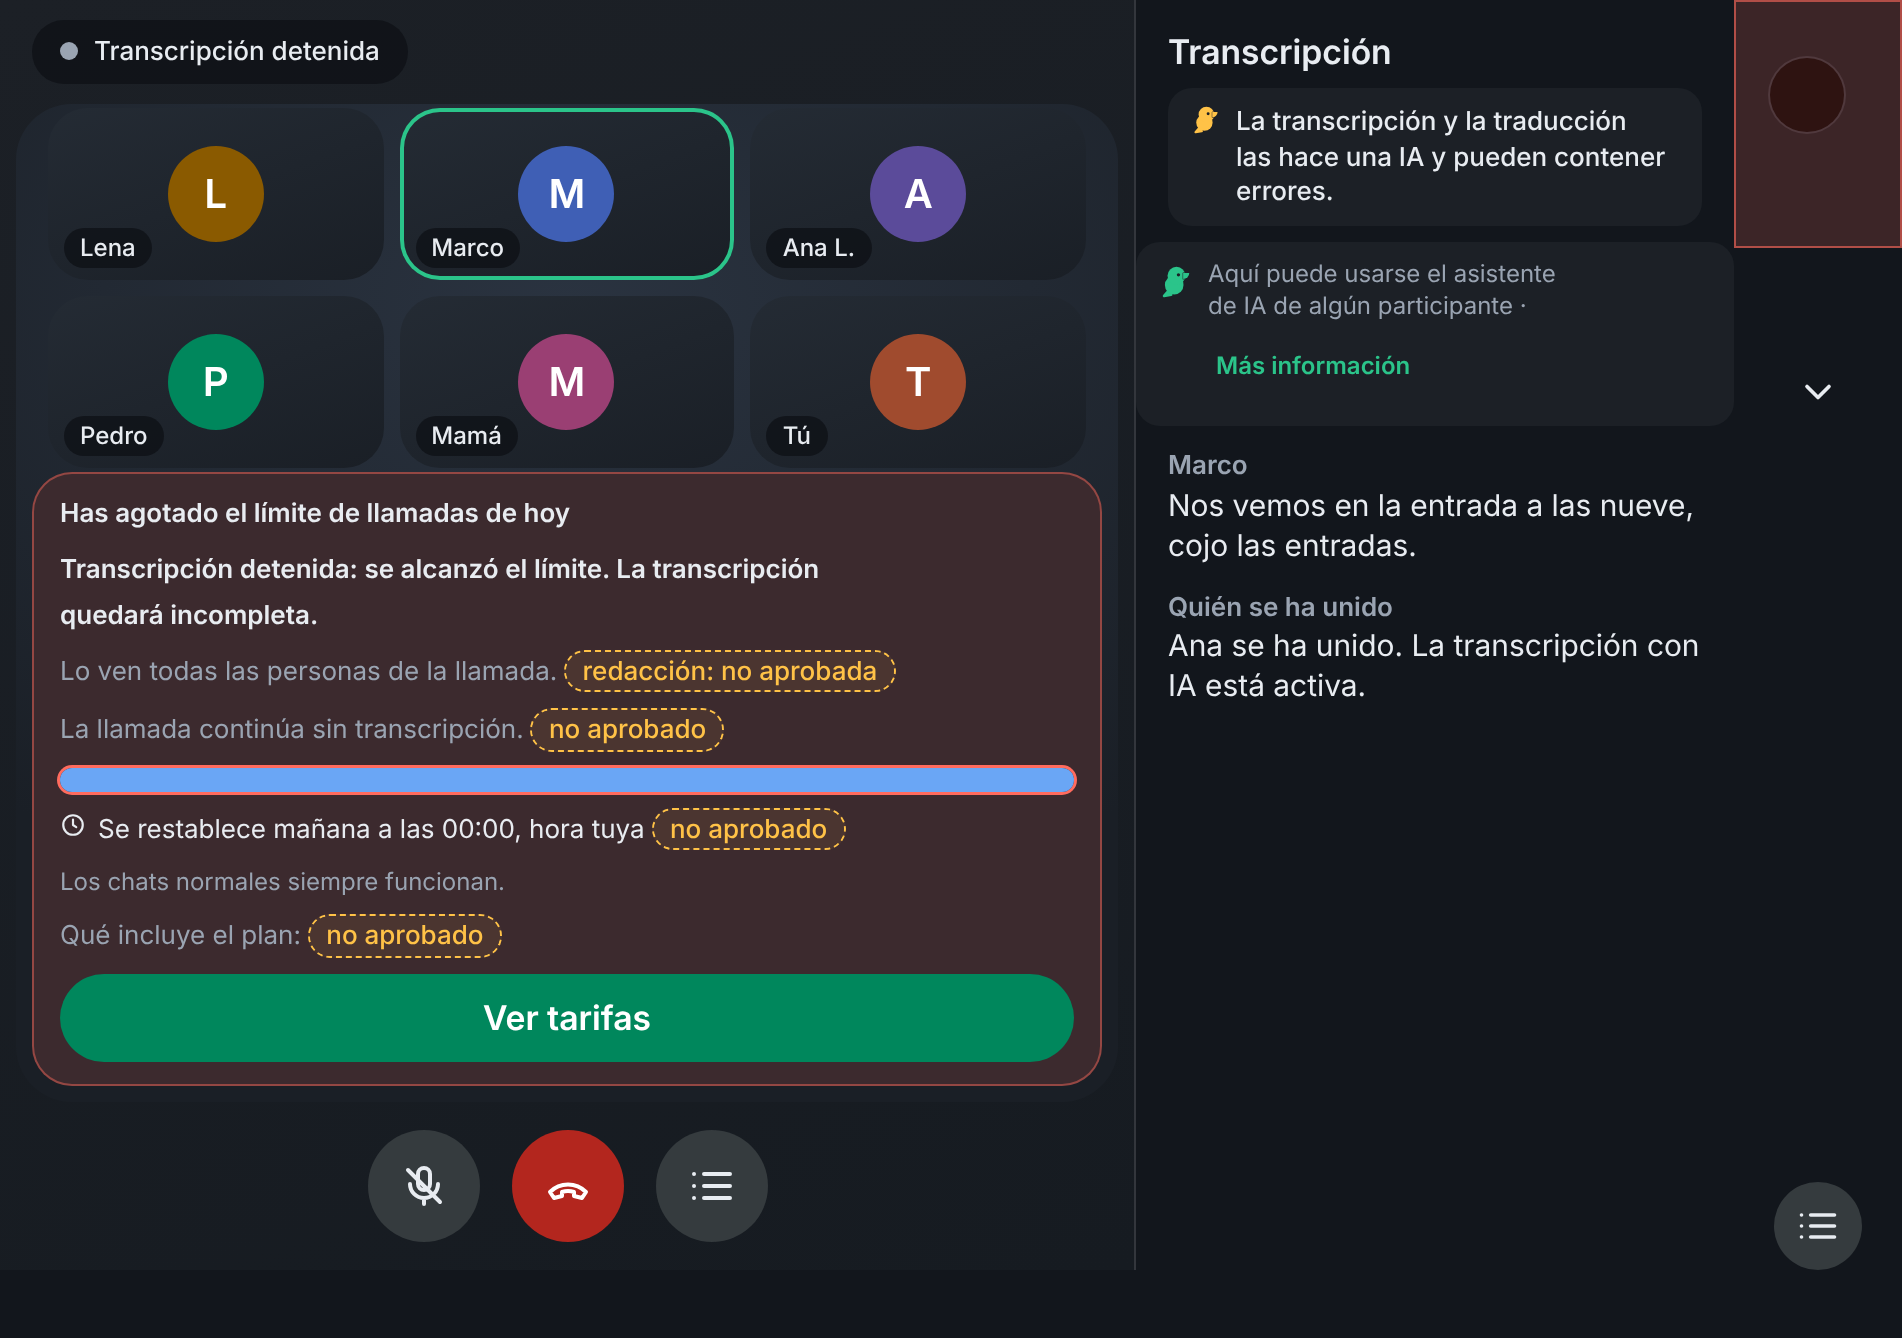 Transcripción detenida
L
Lena
M
Marco
A
Ana L.
P
Pedro
M
Mamá
T
Tú
Has agotado el límite de llamadas de hoy
Transcripción detenida: se alcanzó el límite. La transcripción
quedará incompleta.
Lo ven todas las personas de la llamada. redacción: no aprobada
La llamada continúa sin transcripción. no aprobado
Se restablece mañana a las 00:00, hora tuya no aprobado
Los chats normales siempre funcionan.
Qué incluye el plan: no aprobado
Ver tarifas
Transcripción
La transcripción y la traducción
las hace una IA y pueden contener
errores.
Aquí puede usarse el asistente
de IA de algún participante ·
Más información
Marco
Nos vemos en la entrada a las nueve,
cojo las entradas.
Quién se ha unido
Ana se ha unido. La transcripción con
IA está activa.